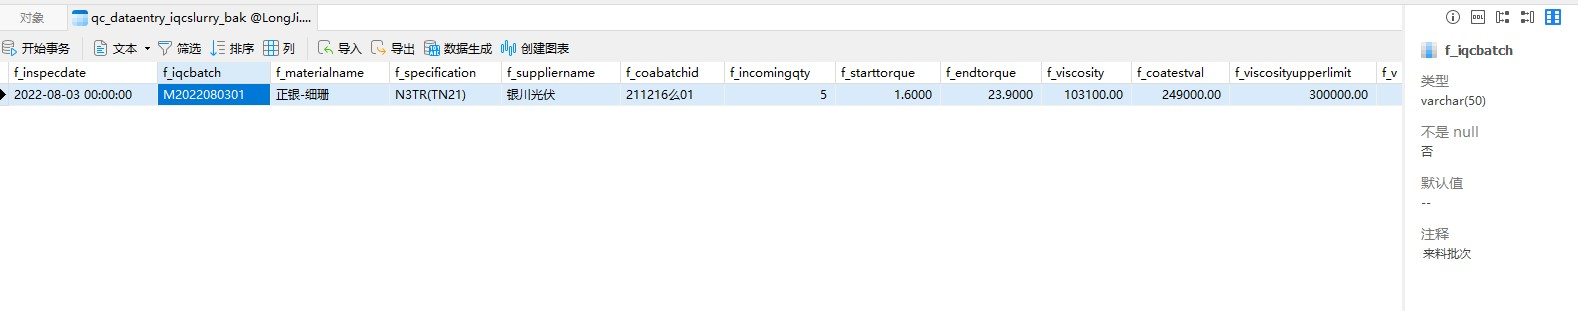 对象
qc_dataentry_iqcslurry_bak @LongJi....
开始事务 文本 筛选 排序 列 导入 导出 数据生成 创建图表
f_inspecdate f_iqcbatch f_materialname f_specification f_suppliername f_coabatchid f_incomingqty f_starttorque f_endtorque f_viscosity f_coatestval f_viscosityupperlimit f_v
2022-08-03 00:00:00 M2022080301 正银-细珊 N3TR(TN21) 银川光伏 211216么01 5 1.6000 23.9000 103100.00 249000.00 300000.00
DDL
f_iqcbatch
类型
varchar(50)
不是 null
否
默认值
--
注释
来料批次